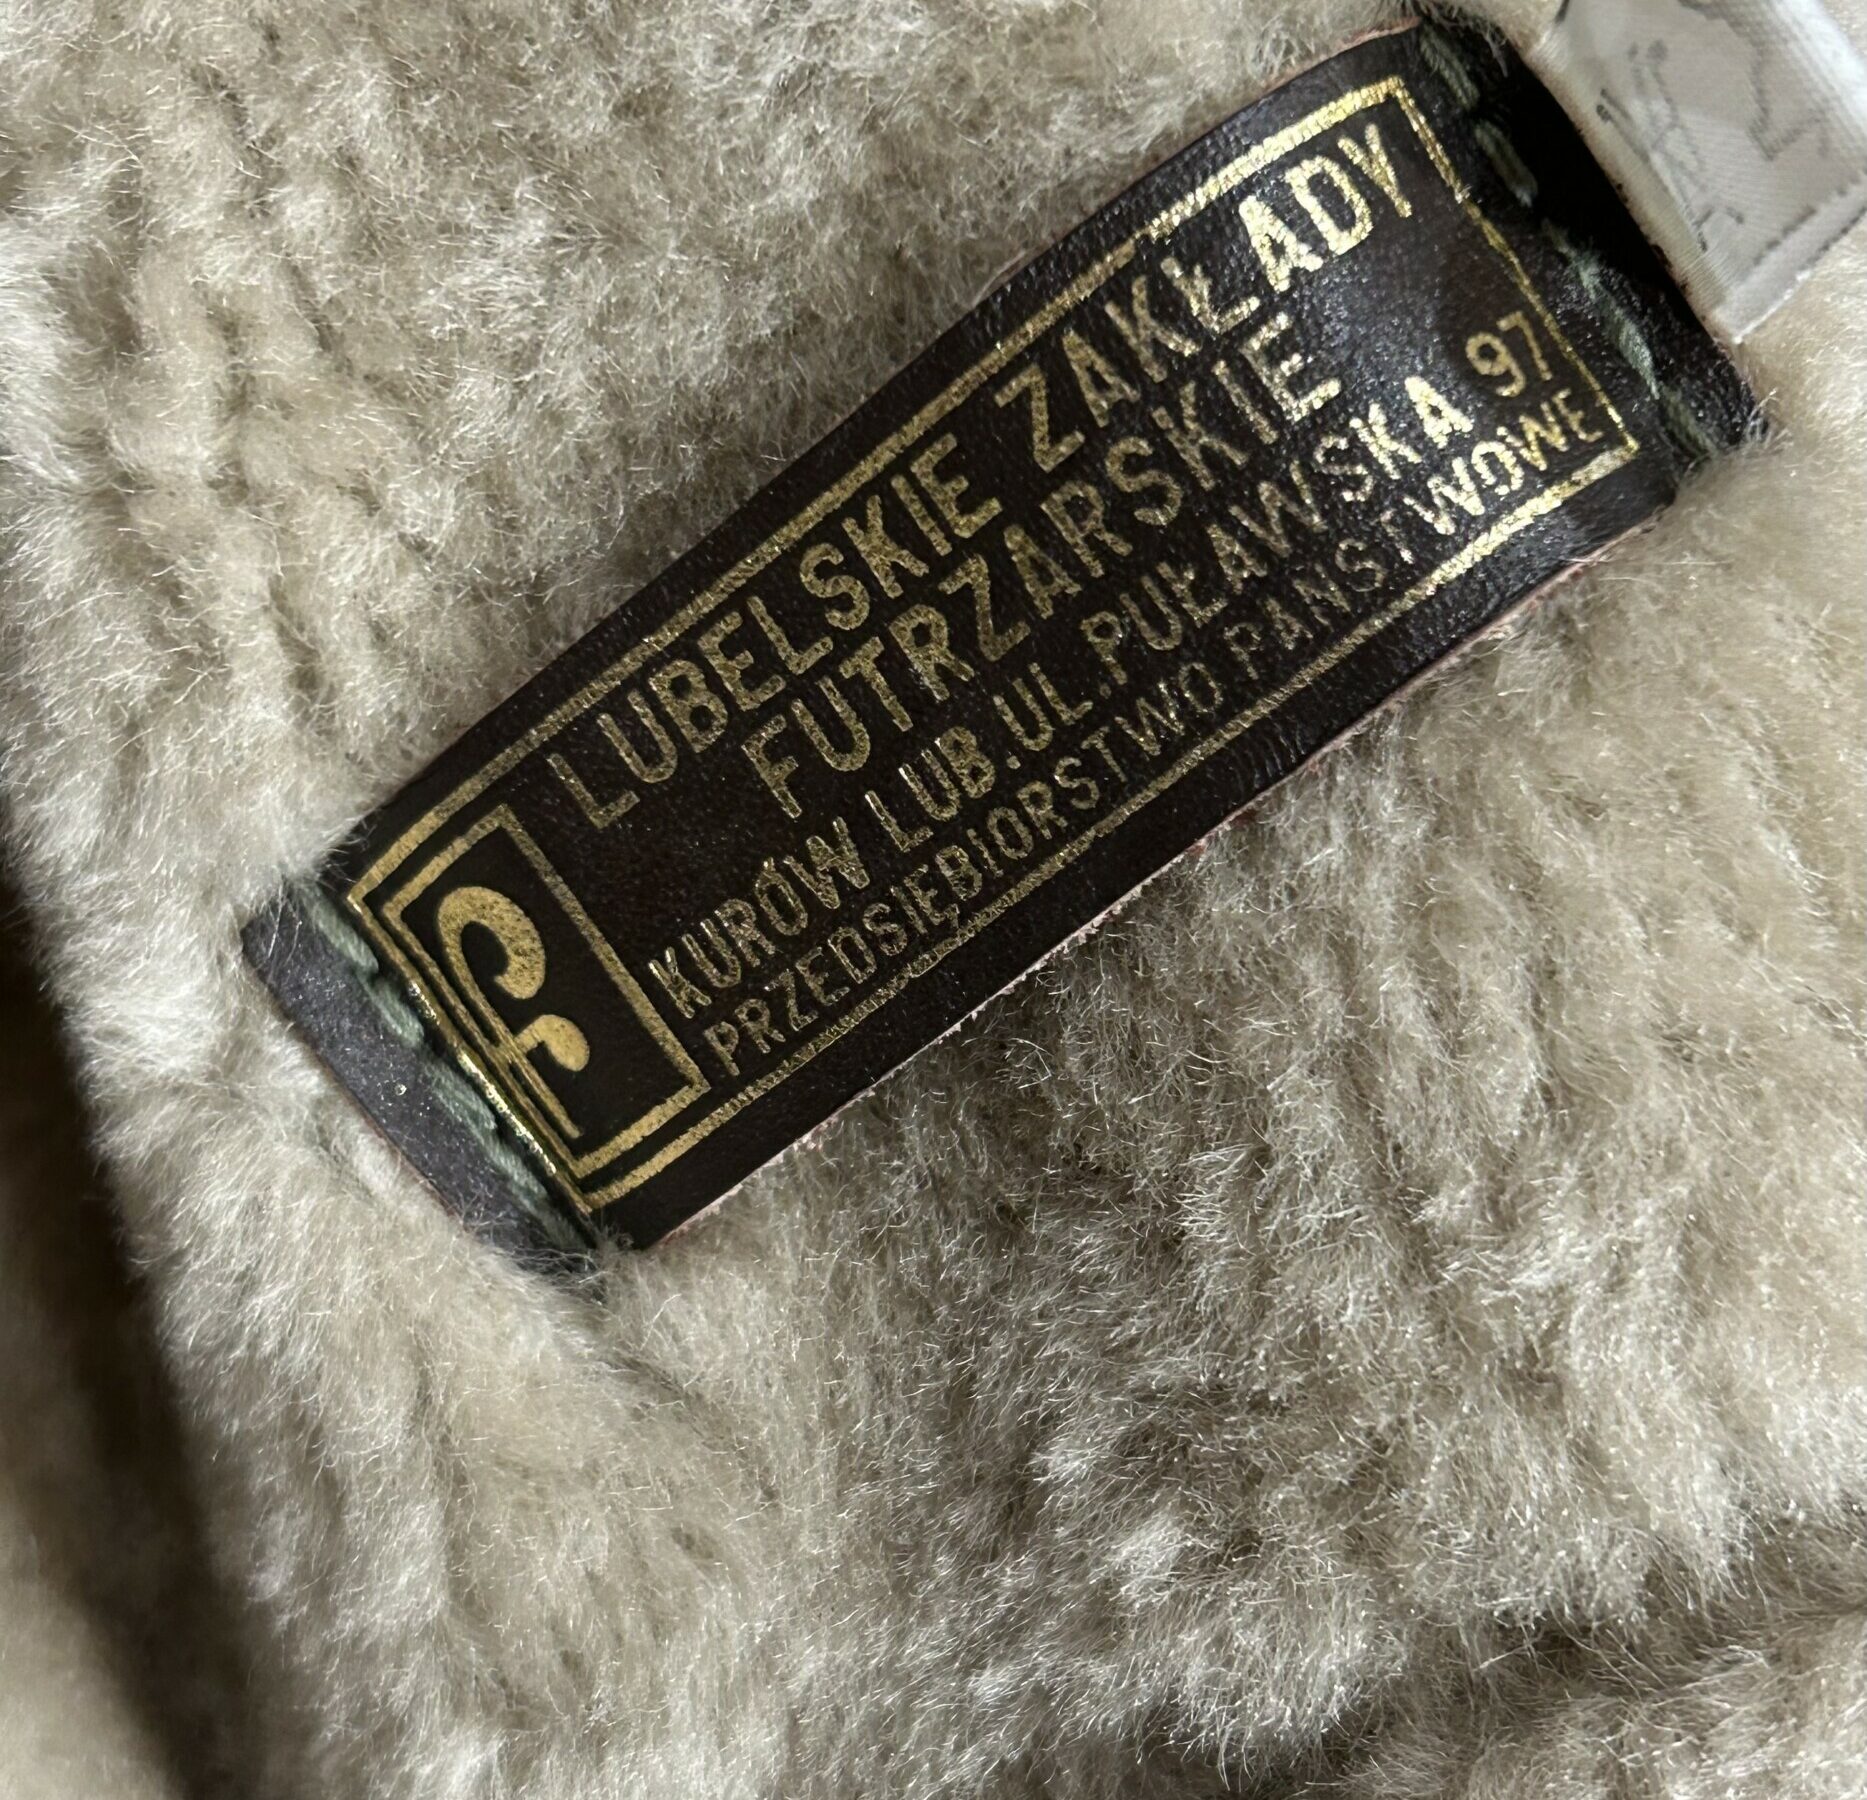 LUBELSKIE ZAKŁADY
FUTRZARSKIE
KURÓW LUB. UL. PUŁAWSKA 97
PRZEDSIĘBIORSTWO PAŃSTWOWE